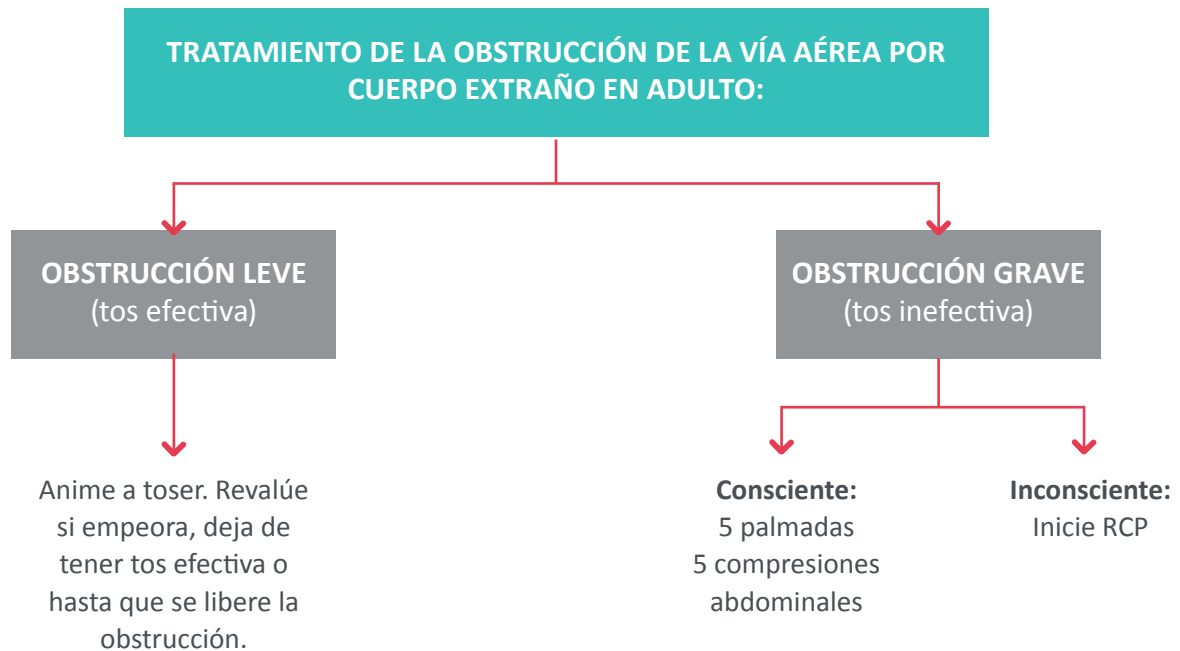 TRATAMIENTO DE LA OBSTRUCCIÓN DE LA VÍA AÉREA POR
CUERPO EXTRAÑO EN ADULTO:
OBSTRUCCIÓN LEVE
(tos efectiva)
Anime a toser. Revalúe
si empeora, deja de
tener tos efectiva o
hasta que se libere la
obstrucción.
OBSTRUCCIÓN GRAVE
(tos inefectiva)
Consciente:
5 palmadas
5 compresiones
abdominales
Inconsciente:
Inicie RCP